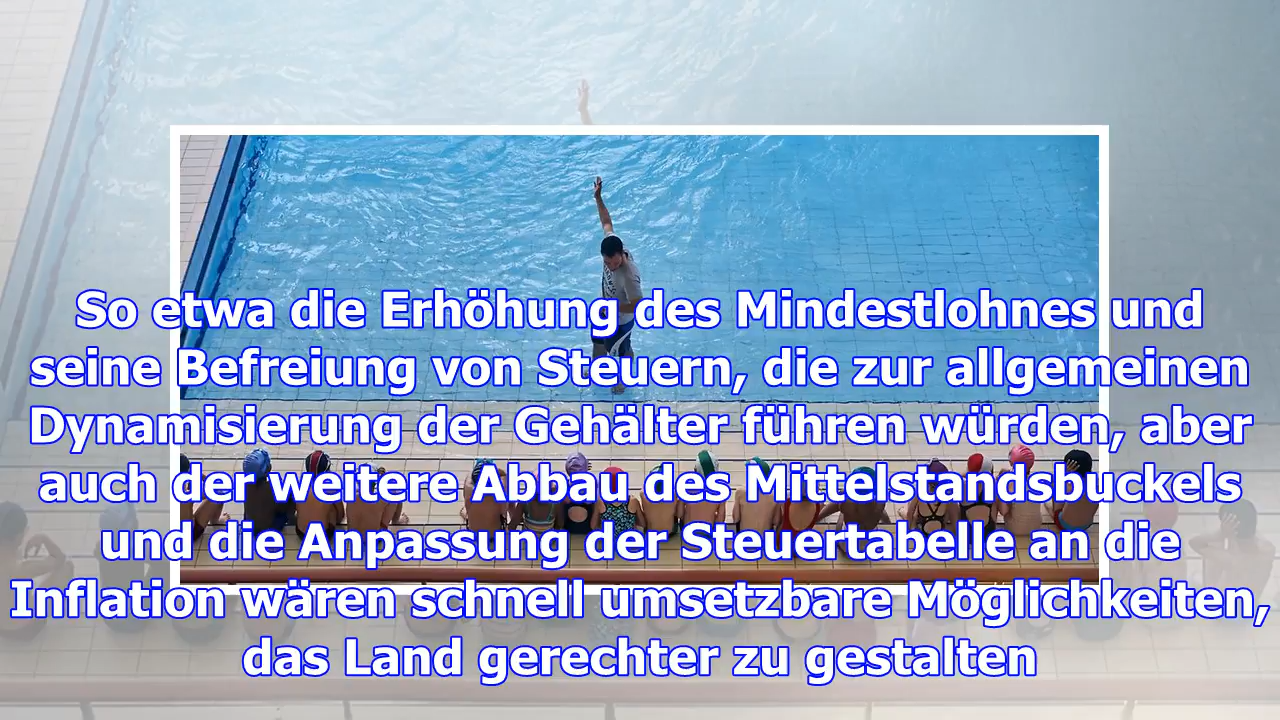 So etwa die Erhöhung des Mindestlohnes und
seine Befreiung von Steuern, die zur allgemeinen
Dynamisierung der Gehälter führen würden, aber
auch der weitere Abbau des Mittelstandsbuckels
und die Anpassung der Steuertabelle an die
Inflation wären schnell umsetzbare Möglichkeiten,
das Land gerechter zu gestalten